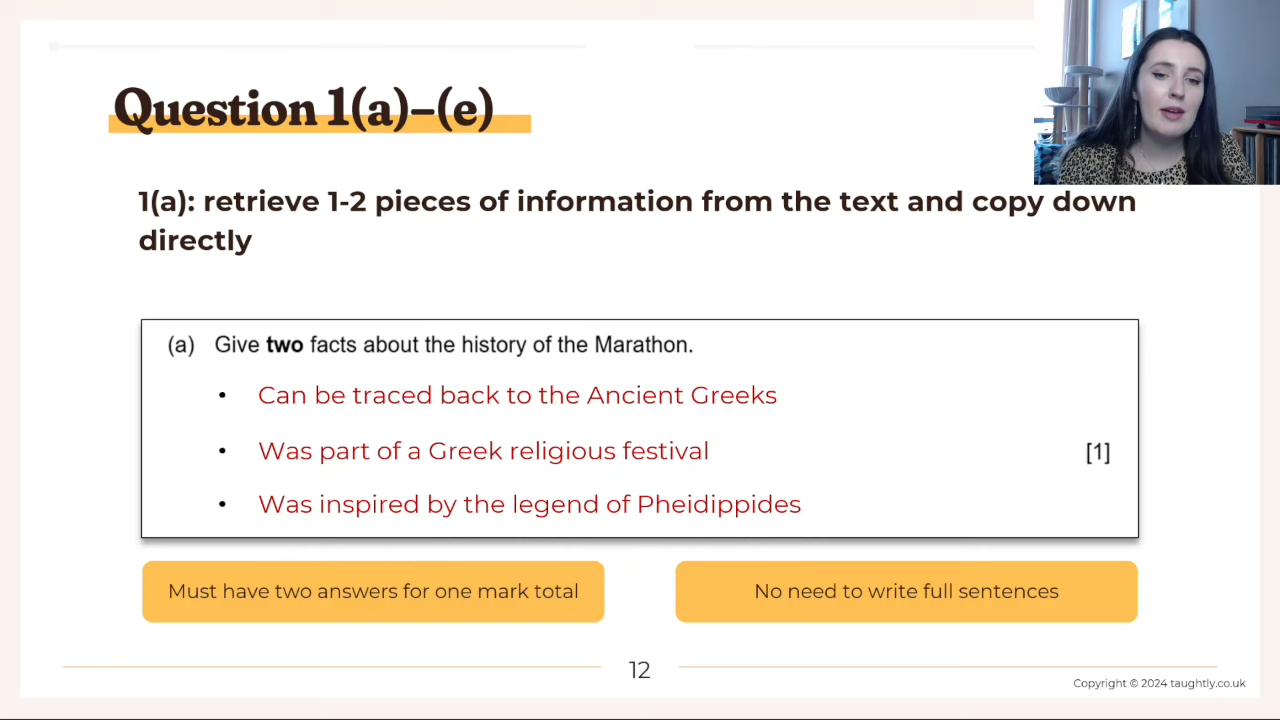 Question 1(a)–(e)
1(a): retrieve 1-2 pieces of information from the text and copy down
directly
(a) Give two facts about the history of the Marathon.
• Can be traced back to the Ancient Greeks
• Was part of a Greek religious festival [1]
• Was inspired by the legend of Pheidippides
Must have two answers for one mark total
No need to write full sentences
12
Copyright © 2024 taughtly.co.uk